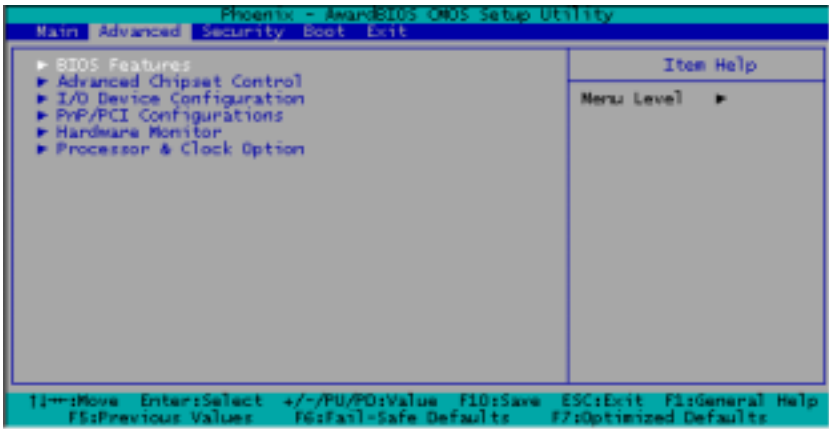 Phoenix - AwardBIOS CMOS Setup Utility
Main Advanced Security Boot Exit
► BIOS Features
► Advanced Chipset Control
► I/O Device Configuration
► PnP/PCI Configurations
► Hardware Monitor
► Processor & Clock Option
Item Help
Menu Level ►
↑↓→←:Move Enter:Select +/-/PU/PD:Value F10:Save ESC:Exit F1:General Help
F5:Previous Values F6:Fail-Safe Defaults F7:Optimized Defaults